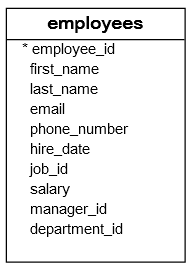 employees
* employee_id
first_name
last_name
email
phone_number
hire_date
job_id
salary
manager_id
department_id